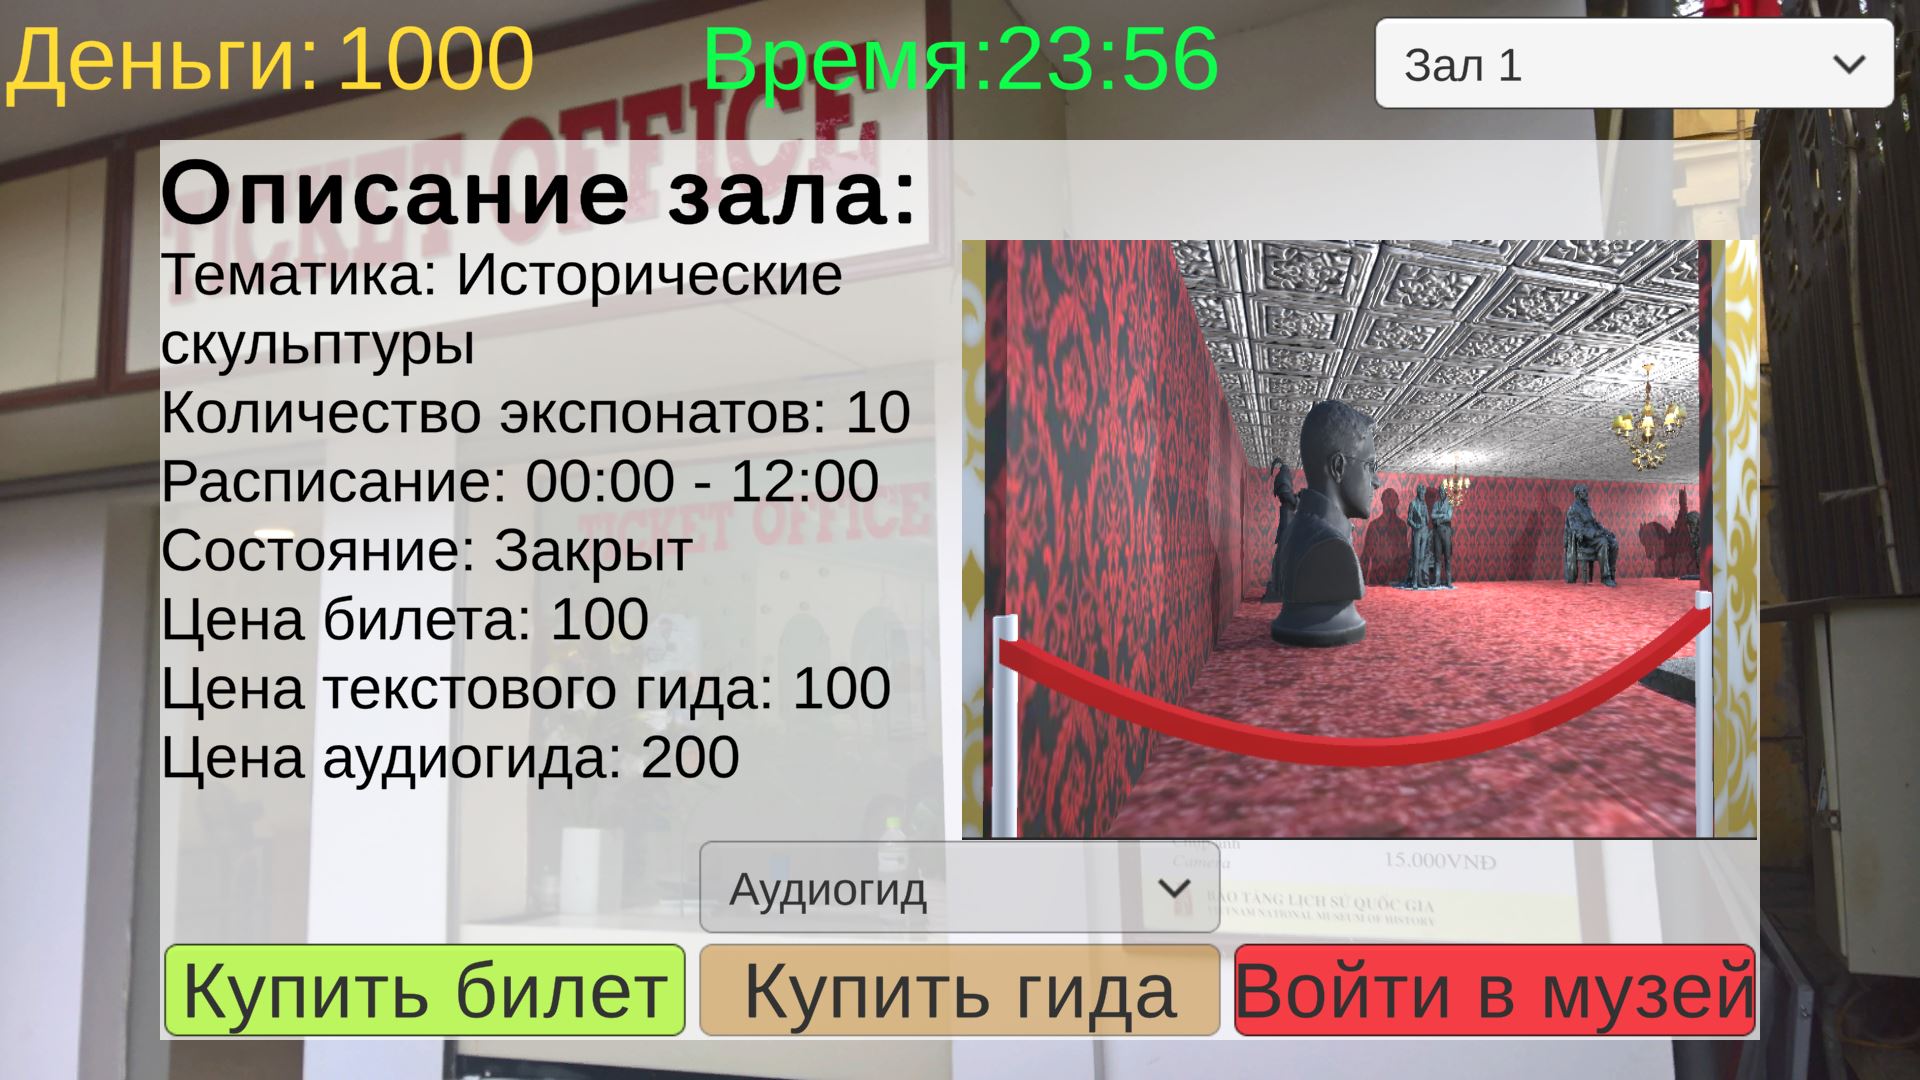 Деньги: 1000
Время:23:56
Зал 1
TICKET OFFICE
Описание зала:
Тематика: Исторические
скульптуры
Количество экспонатов: 10
Расписание: 00:00 - 12:00
TICKET OFFICE
Состояние: Закрыт
Цена билета: 100
Цена текстового гида: 100
Цена аудиогида: 200
Camera
15.000VNĐ
Аудиогид
BẢO TÀNG LỊCH SỬ QUỐC GIA
VIETNAM NATIONAL MUSEUM OF HISTORY
Купить билет
Купить гида
Войти в музей